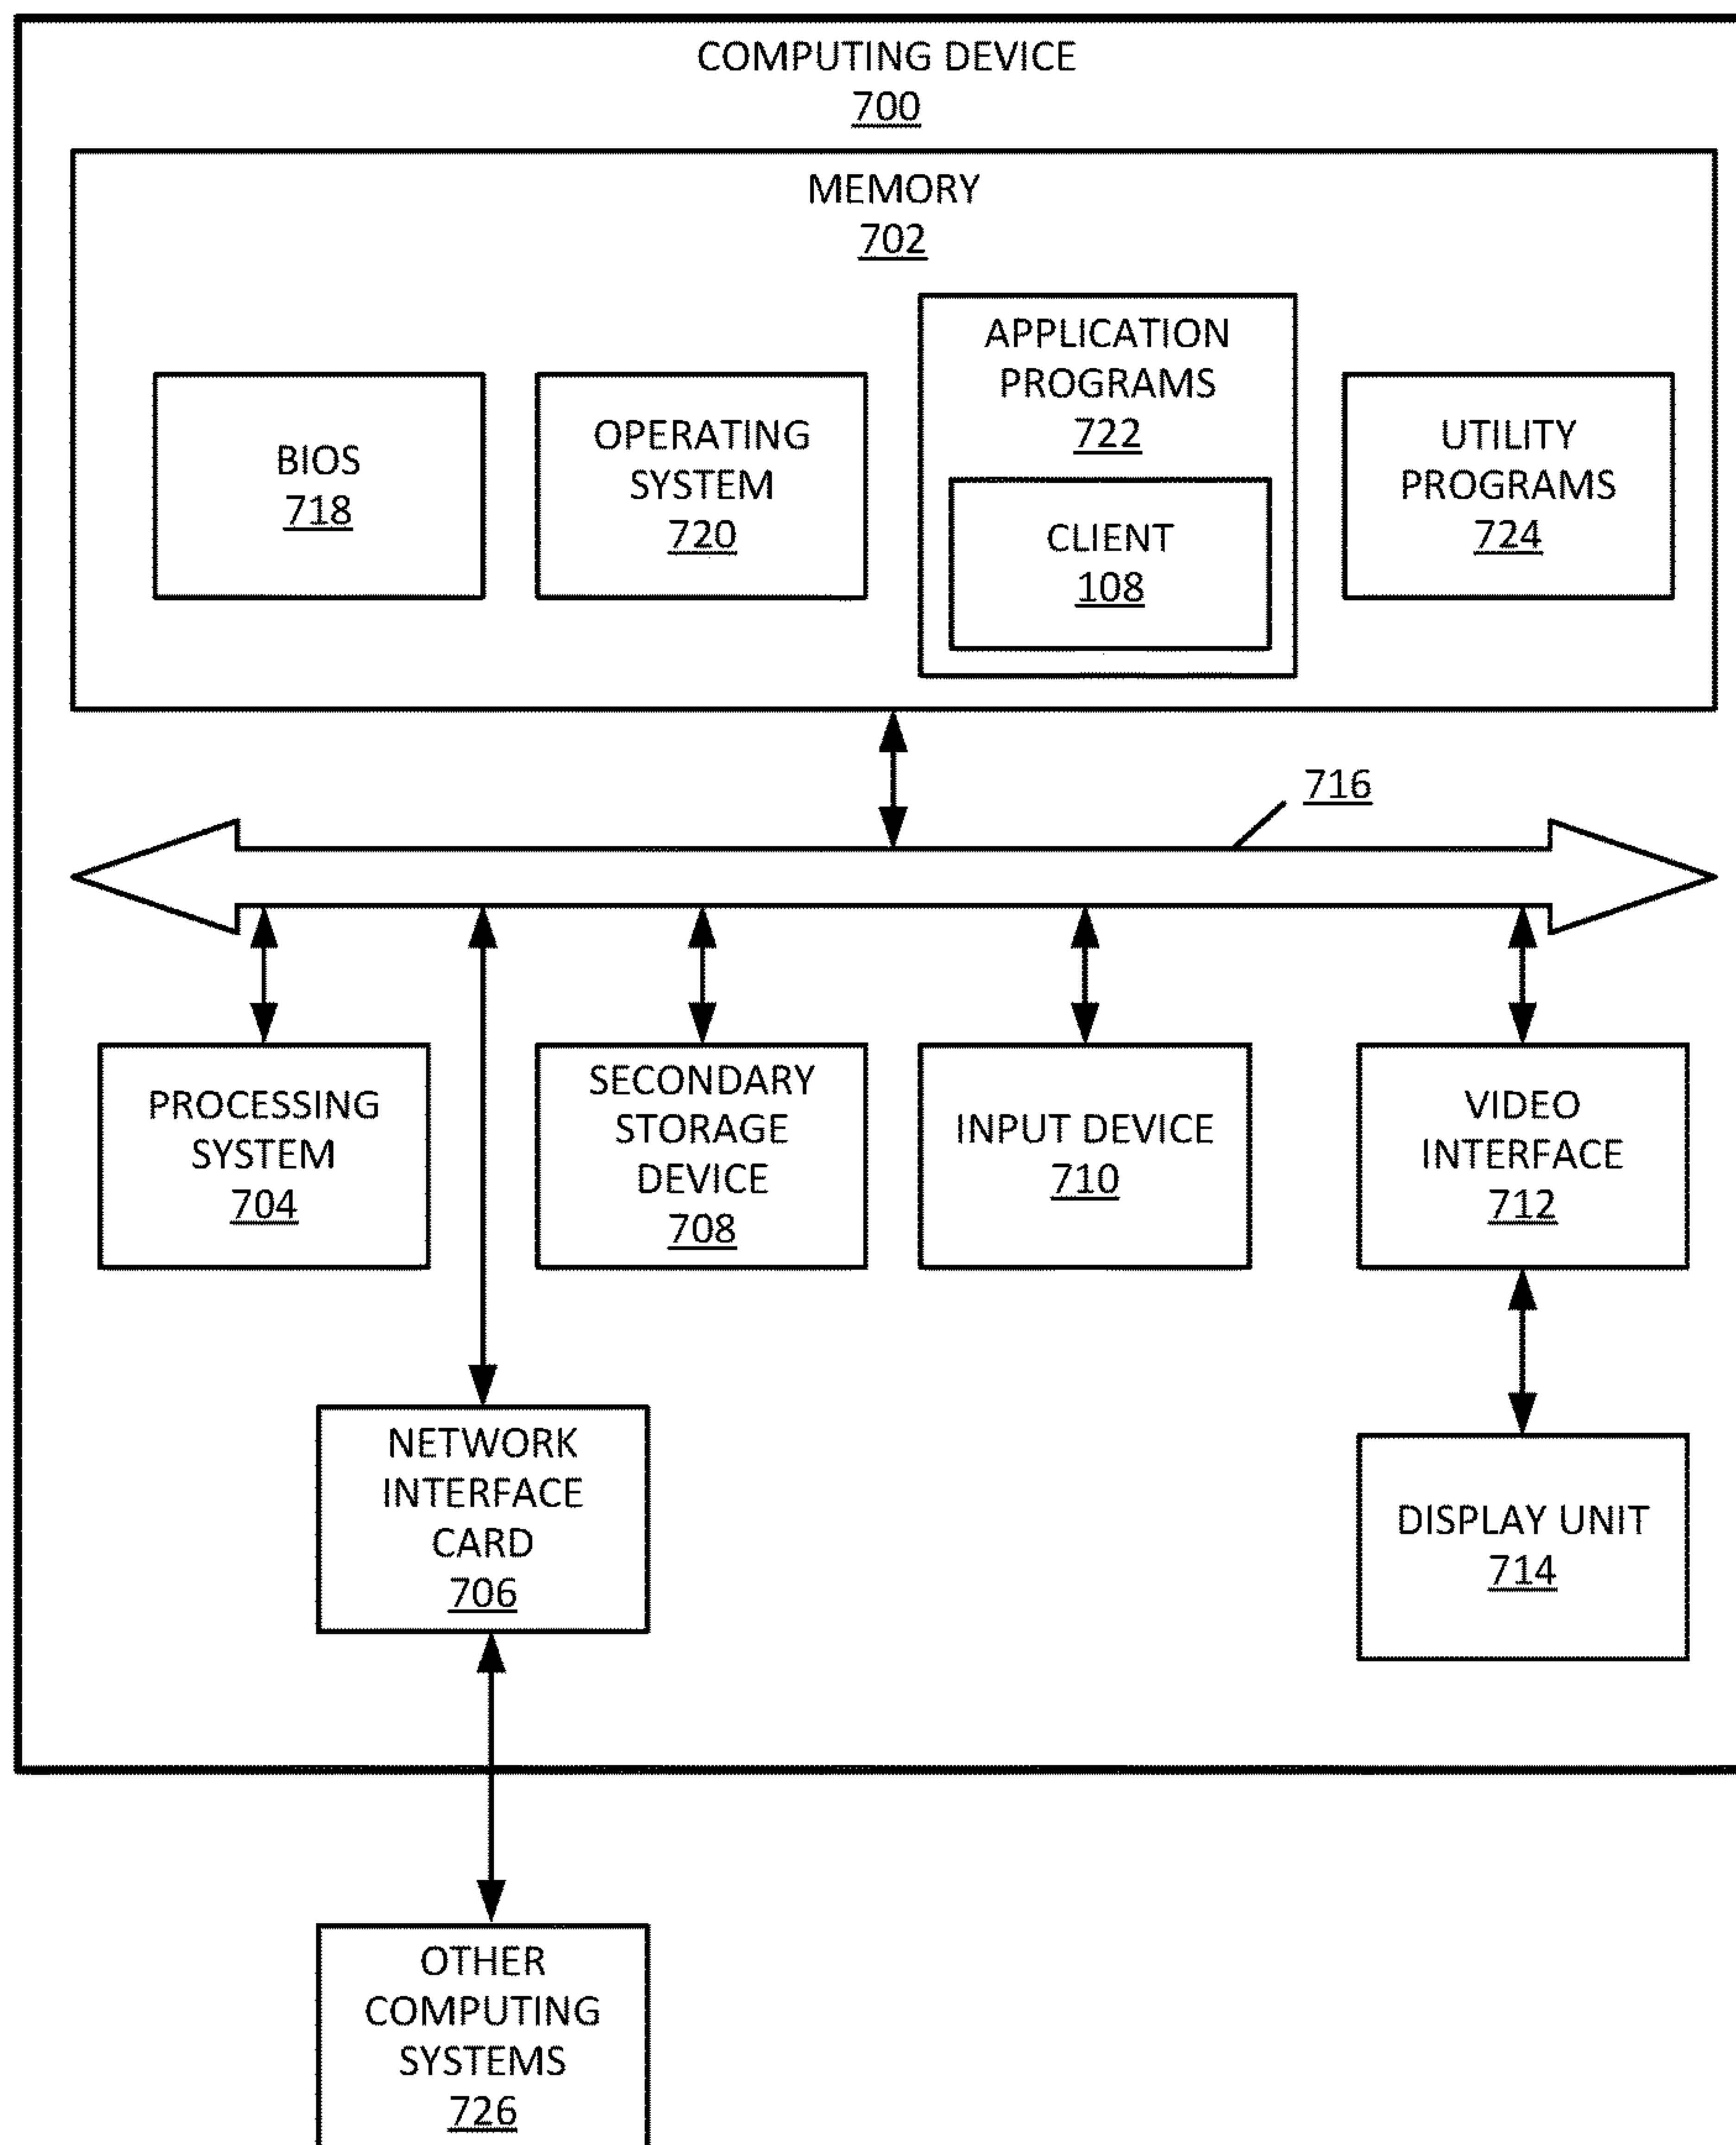 COMPUTING DEVICE
700
MEMORY
702
BIOS
718
OPERATING
SYSTEM
720
APPLICATION
PROGRAMS
722
CLIENT
108
UTILITY
PROGRAMS
724
716
PROCESSING
SYSTEM
704
SECONDARY
STORAGE
DEVICE
708
INPUT DEVICE
710
VIDEO
INTERFACE
712
NETWORK
INTERFACE
CARD
706
DISPLAY UNIT
714
OTHER
COMPUTING
SYSTEMS
726